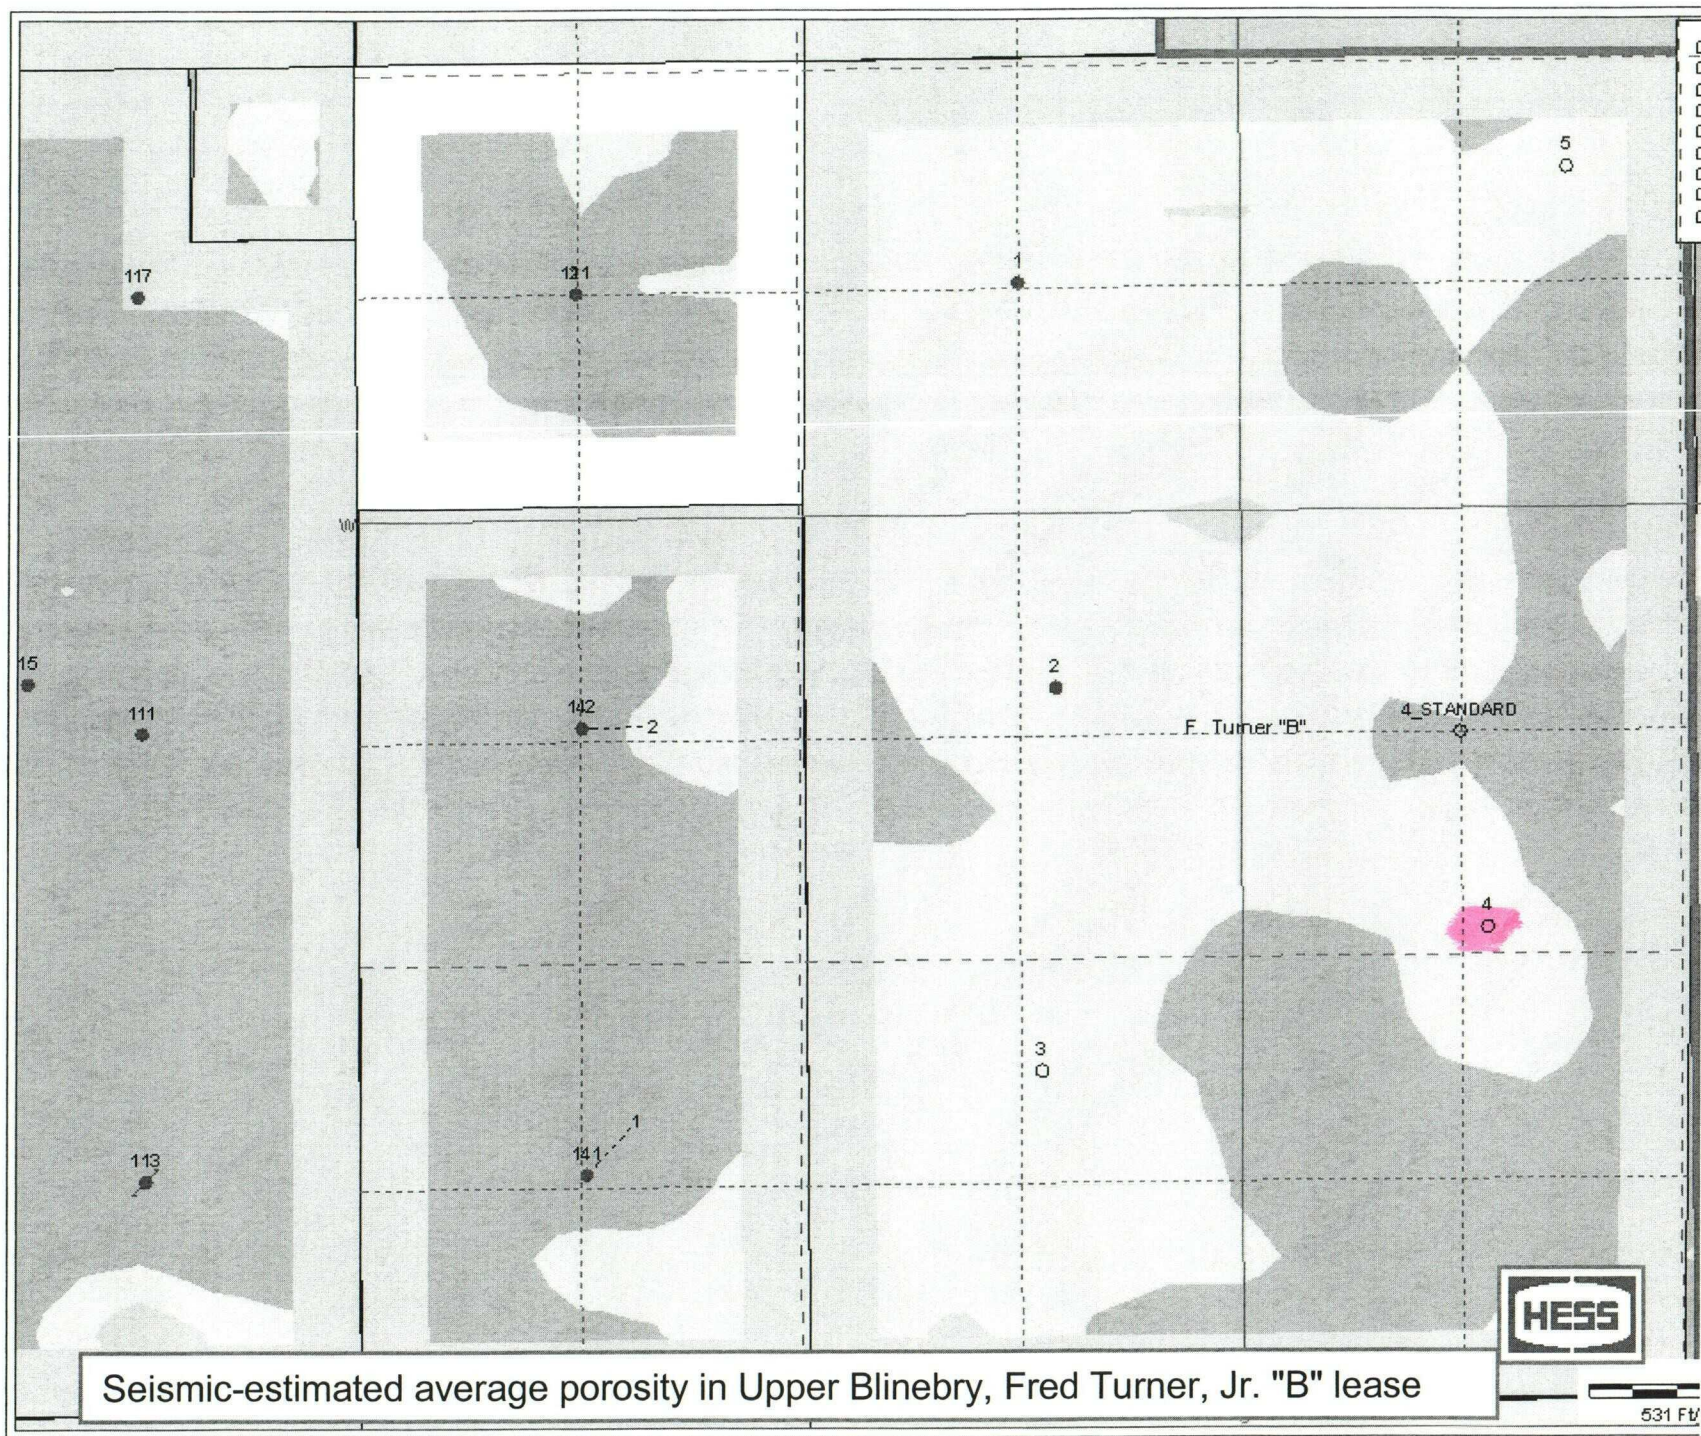 5
117
1
15
111
142
2
2
F. Turner "B"
4_STANDARD
4
3
1
141
113
HESS
Seismic-estimated average porosity in Upper Blinebry, Fred Turner, Jr. "B" lease
531 Ft/